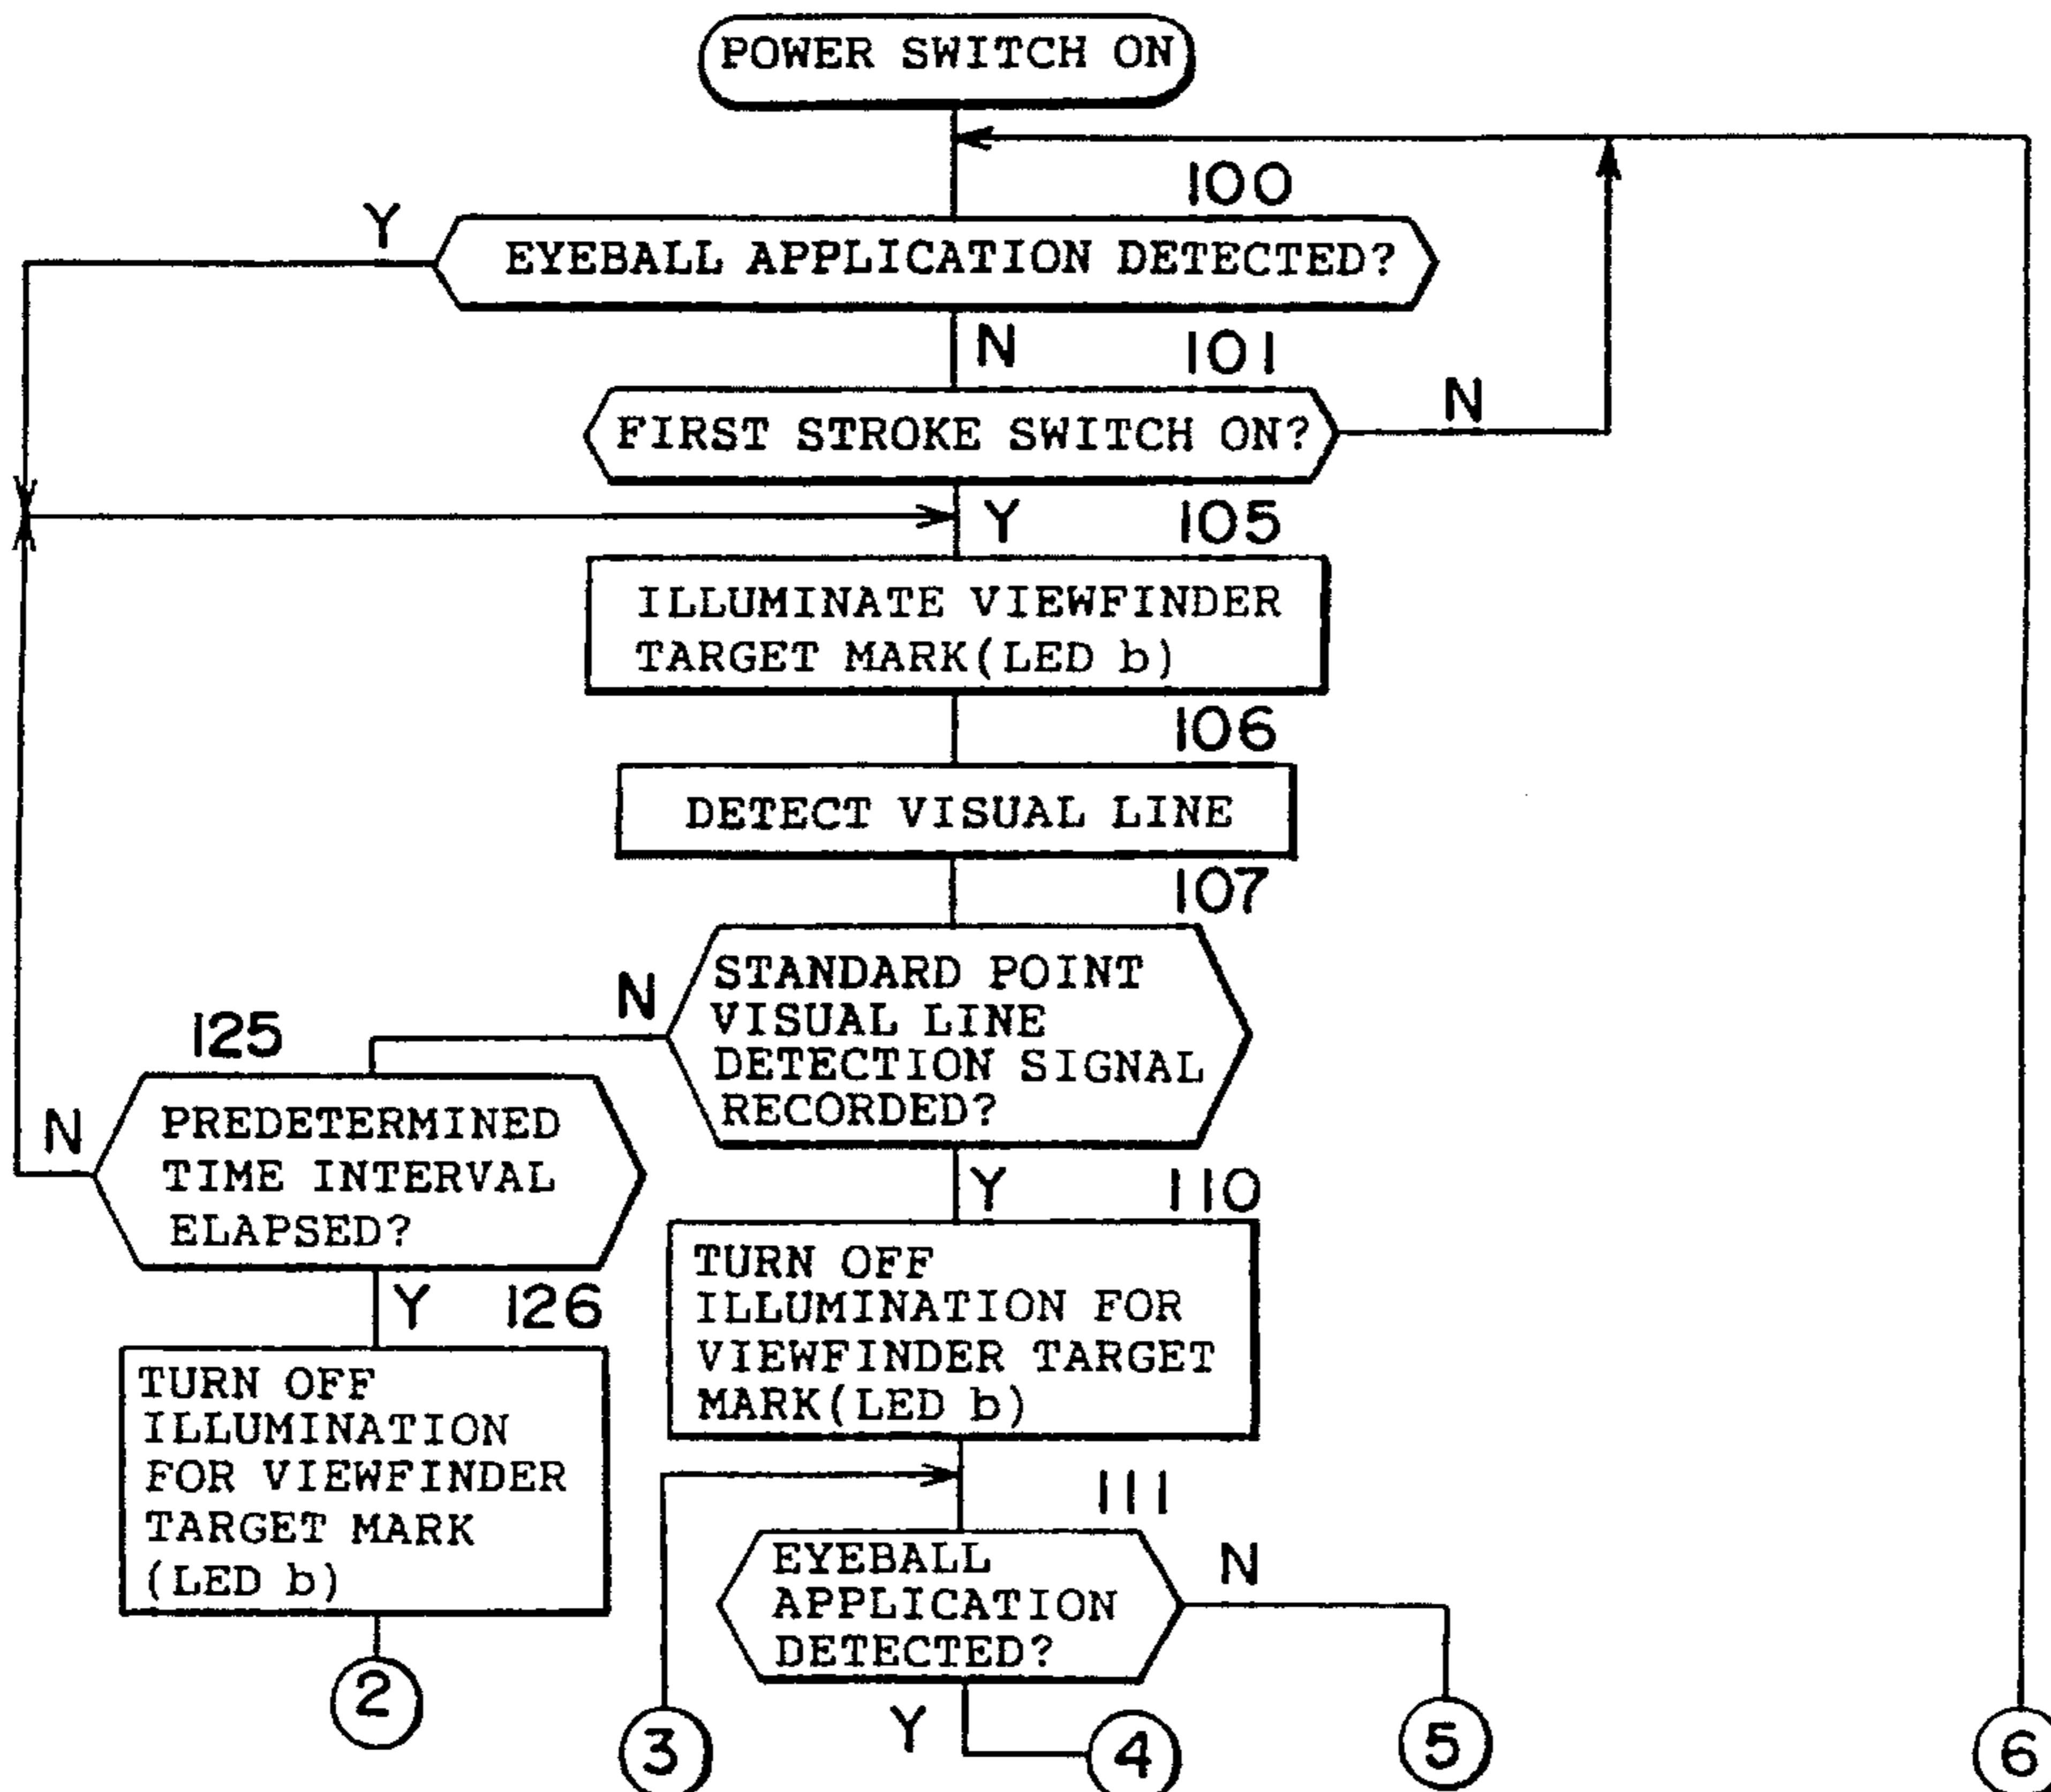 POWER SWITCH ON
100
Y
EYEBALL APPLICATION DETECTED?
N
101
FIRST STROKE SWITCH ON?
N
Y
105
ILLUMINATE VIEWFINDER
TARGET MARK(LED b)
106
DETECT VISUAL LINE
107
STANDARD POINT
VISUAL LINE
DETECTION SIGNAL
RECORDED?
N
125
PREDETERMINED
TIME INTERVAL
ELAPSED?
N
Y
126
TURN OFF
ILLUMINATION
FOR VIEWFINDER
TARGET MARK
(LED b)
2
Y
110
TURN OFF
ILLUMINATION FOR
VIEWFINDER TARGET
MARK(LED b)
111
EYEBALL
APPLICATION
DETECTED?
N
Y
3
4
5
6